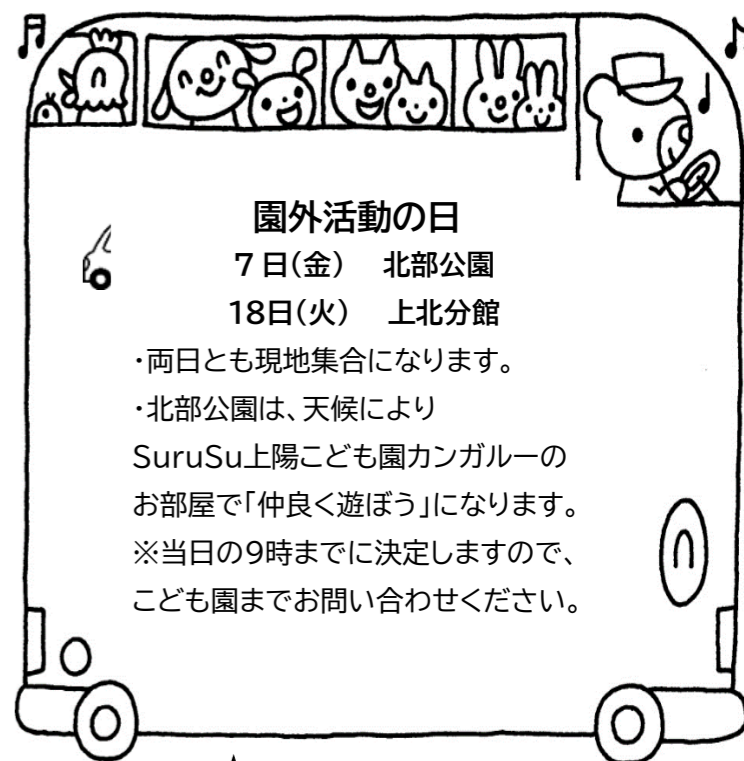 園外活動の日
7日(金)　北部公園
18日(火)　上北分館
・両日とも現地集合になります。
・北部公園は、天候により
SuruSu上陽こども園カンガルーの
お部屋で「仲良く遊ぼう」になります。
※当日の9時までに決定しますので、
こども園までお問い合わせください。